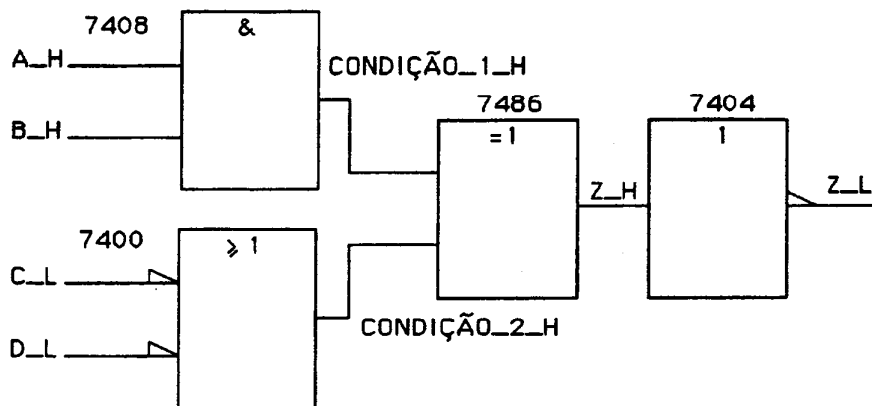 7408
&
A_H
CONDIÇÃO_1_H
B_H
7486
=1
7404
1
Z_H
Z_L
7400
⩾ 1
C_L
CONDIÇÃO_2_H
D_L